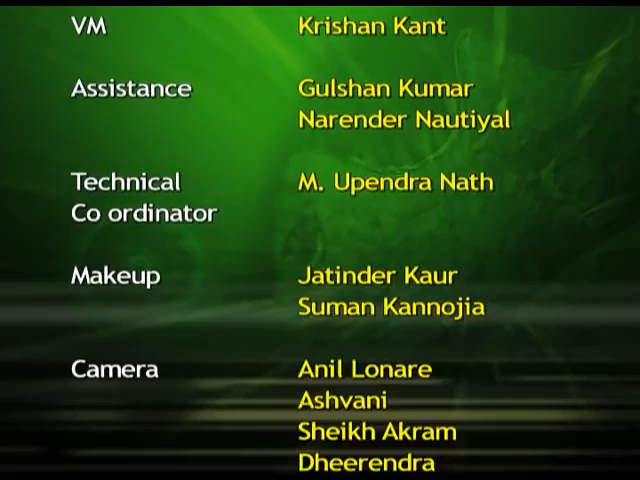 VM Krishan Kant
Assistance Gulshan Kumar
Narender Nautiyal
Technical M. Upendra Nath
Co ordinator
Makeup Jatinder Kaur
Suman Kannojia
Camera Anil Lonare
Ashvani
Sheikh Akram
Dheerendra